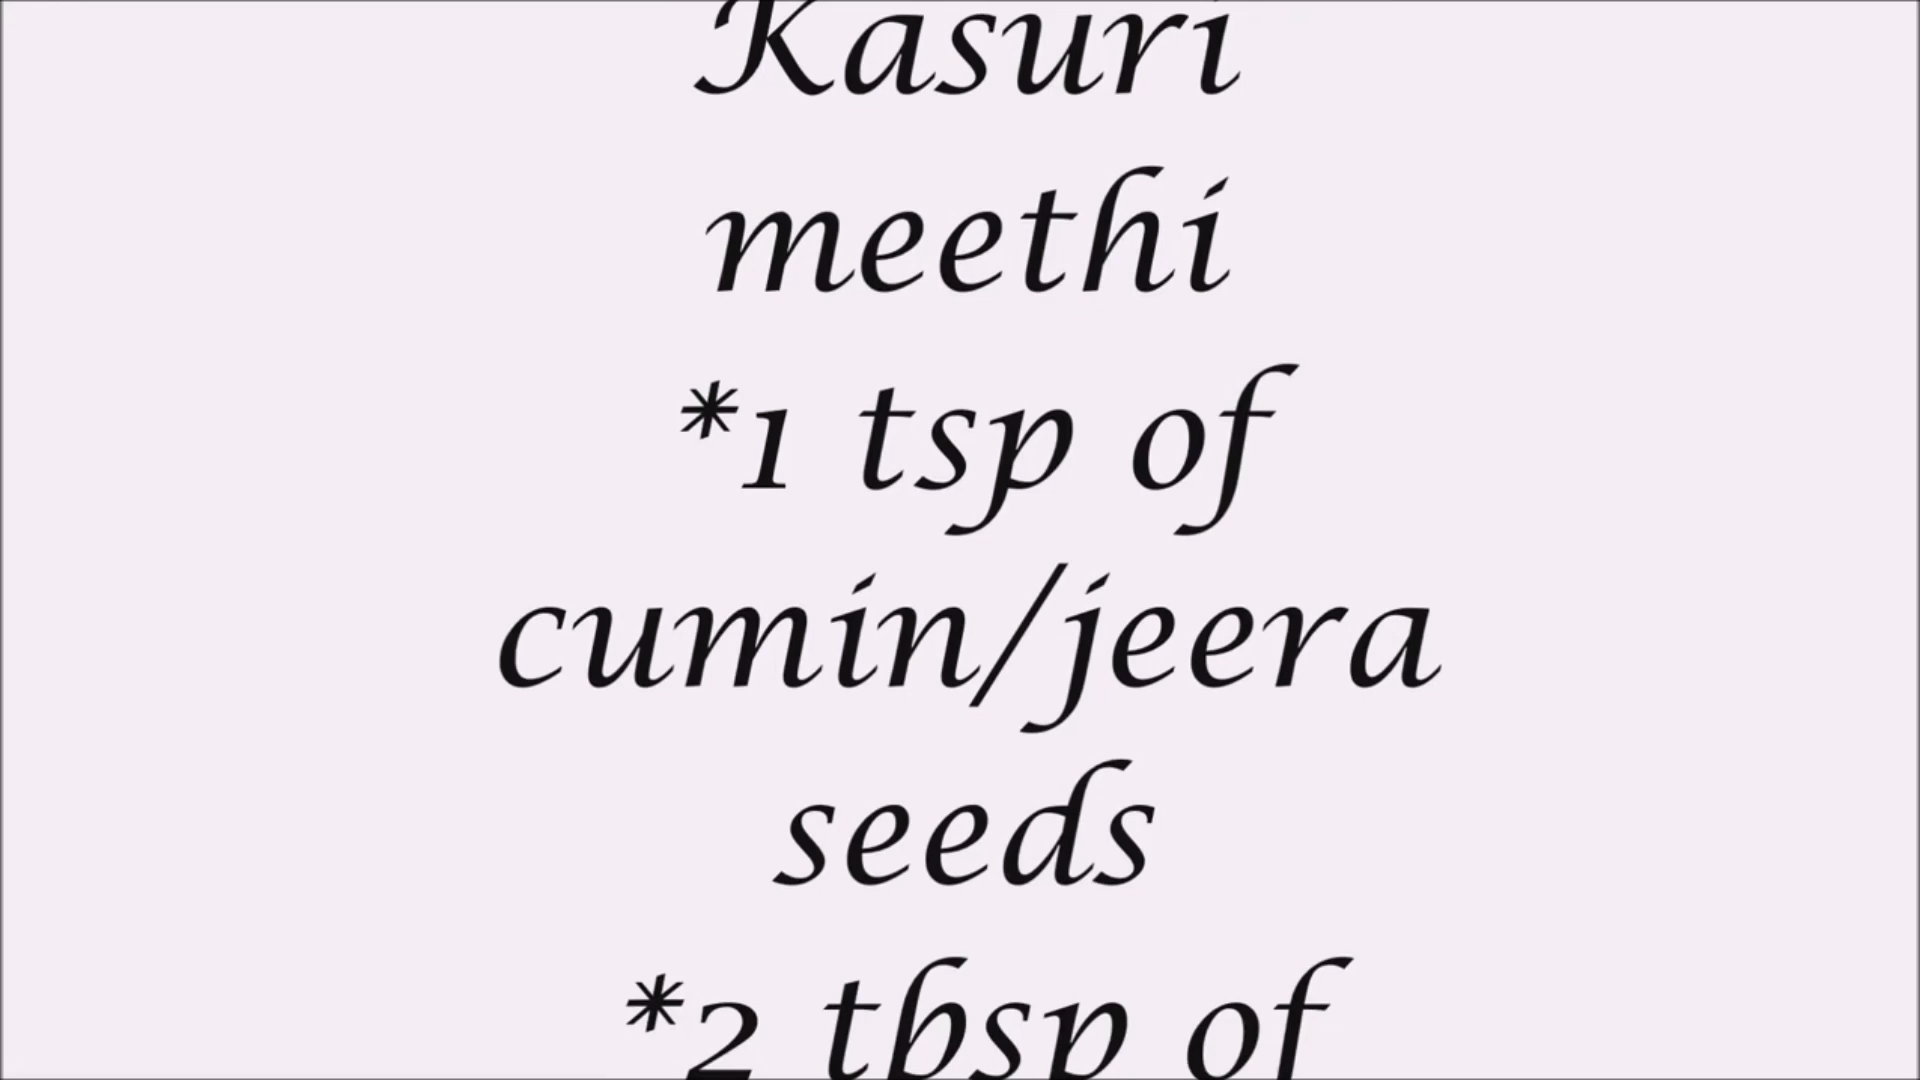 Kasuri
meethi
*1 tsp of
cumin/jeera
seeds
*2 tbsp of